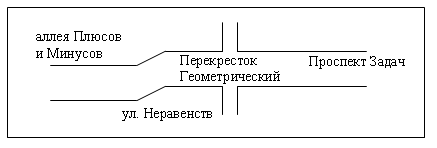 аллея Плюсов
и Минусов
Перекресток
Геометрический
Проспект Задач
ул. Неравенств